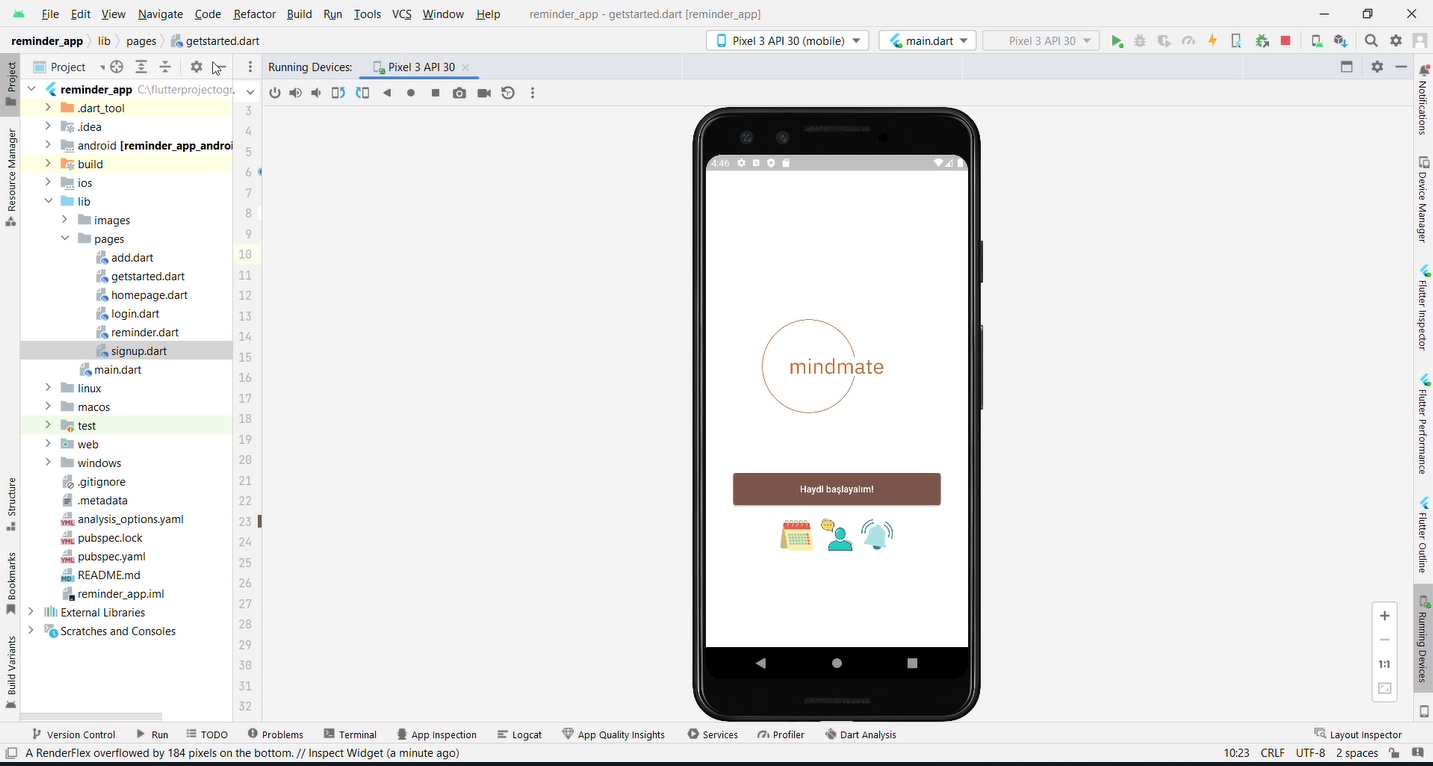 File Edit View Navigate Code Refactor Build Run Tools VCS Window Help reminder_app - getstarted.dart [reminder_app]
reminder_app lib pages getstarted.dart Pixel 3 API 30 (mobile) main.dart Pixel 3 API 30
Project Running Devices: Pixel 3 API 30
reminder_app C:\flutterprojectogr
.dart_tool
.idea
android [reminder_app_androi
build
ios
lib
images
pages
add.dart
getstarted.dart
homepage.dart
login.dart
reminder.dart
signup.dart
main.dart
linux
macos
test
web
windows
.gitignore
.metadata
analysis_options.yaml
pubspec.lock
pubspec.yaml
README.md
reminder_app.iml
External Libraries
Scratches and Consoles
Project
Resource Manager
Structure
Bookmarks
Build Variants
3
4
5
6
7
8
9
10
11
12
13
14
15
16
17
18
19
20
21
22
23
24
25
26
27
28
29
30
31
32
4:46
mindmate
Haydi başlayalım!
1:1
Notifications
Device Manager
Flutter Inspector
Flutter Performance
Flutter Outline
Running Devices
Version Control Run TODO Problems Terminal App Inspection Logcat App Quality Insights Services Profiler Dart Analysis Layout Inspector
A RenderFlex overflowed by 184 pixels on the bottom. // Inspect Widget (a minute ago) 10:23 CRLF UTF-8 2 spaces